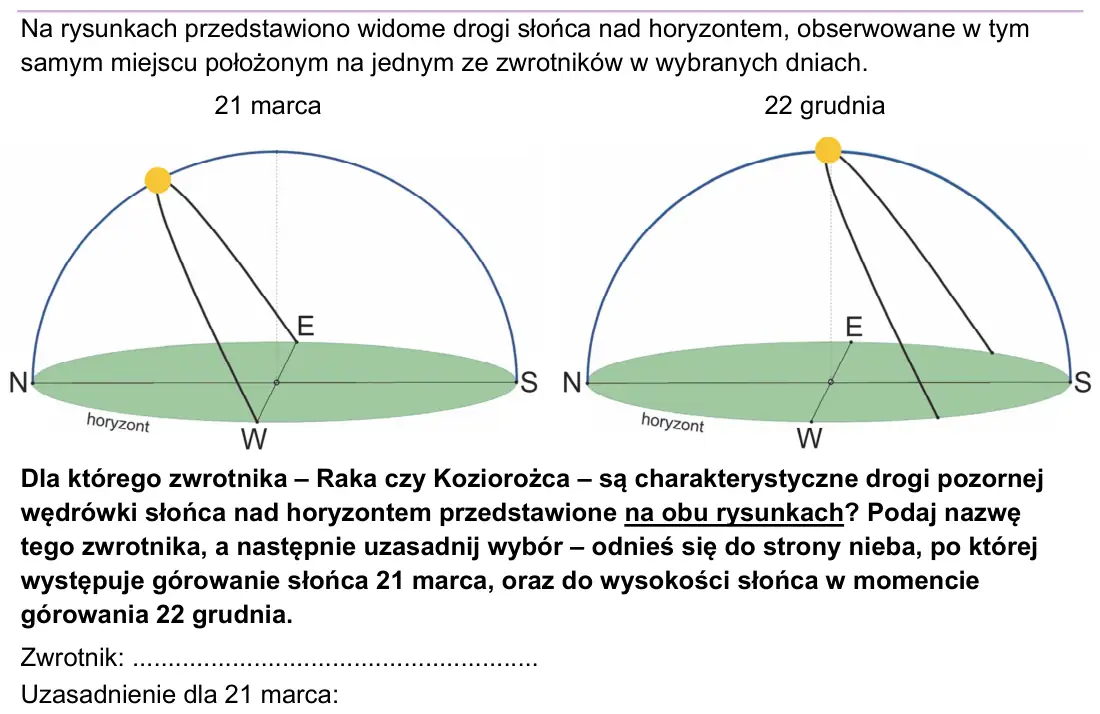 Na rysunkach przedstawiono widome drogi słońca nad horyzontem, obserwowane w tym
samym miejscu położonym na jednym ze zwrotników w wybranych dniach.
21 marca
22 grudnia
E
N
S
horyzont
W
E
N
S
horyzont
W
Dla którego zwrotnika – Raka czy Koziorożca – są charakterystyczne drogi pozornej
wędrówki słońca nad horyzontem przedstawione na obu rysunkach? Podaj nazwę
tego zwrotnika, a następnie uzasadnij wybór – odnieś się do strony nieba, po której
występuje górowanie słońca 21 marca, oraz do wysokości słońca w momencie
górowania 22 grudnia.
Zwrotnik: .........................................................
Uzasadnienie dla 21 marca: